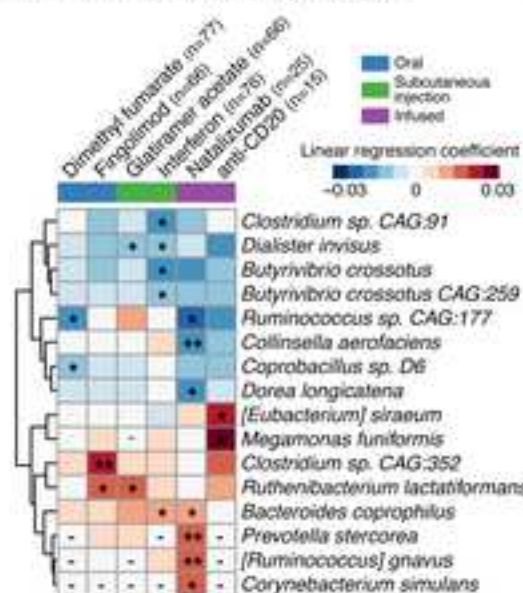 Dimethyl fumarate (n=77)
Fingolimod (n=66)
Glatiramer acetate (n=66)
Interferon (n=76)
Natalizumab (n=25)
anti-CD20 (n=15)
Oral
Subcutaneous
injection
Infused
Linear regression coefficient
-0.03 0 0.03
Clostridium sp. CAG:91
Dialister invisus
Butyrivibrio crossotus
Butyrivibrio crossotus CAG:259
Ruminococcus sp. CAG:177
Collinsella aerofaciens
Coprobacillus sp. D6
Dorea longicatena
[Eubacterium] siraeum
Megamonas funiformis
Clostridium sp. CAG:352
Ruthenibacterium lactatiformans
Bacteroides coprophilus
Prevotella stercorea
[Ruminococcus] gnavus
Corynebacterium simulans